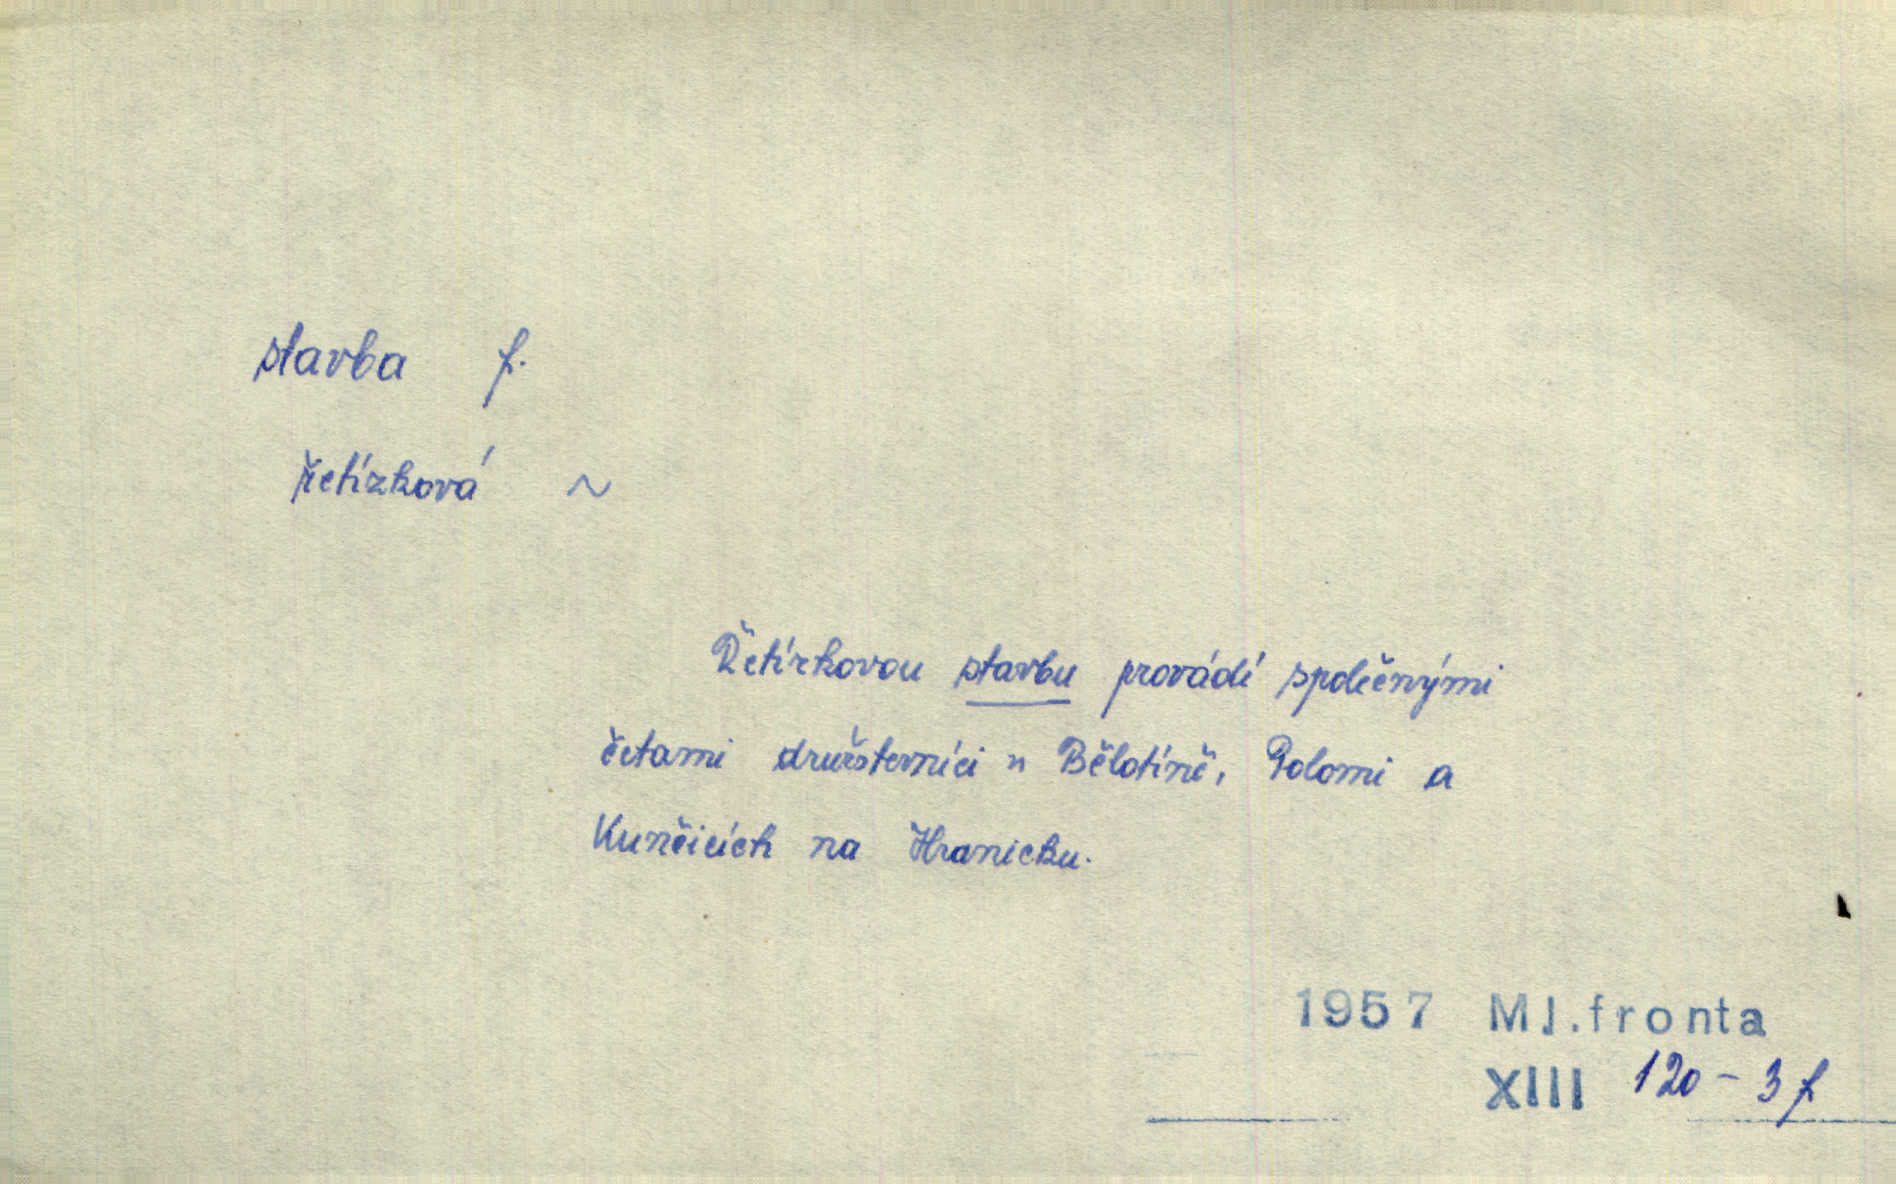 stavba f.
řetízková ~
Řetízkovou stavbu provádí společnými
četami družstevníci v Bělotíně, Polomi a
Kunčicích na Hranicku.
1957 Ml.fronta
XIII 120 - 3 f